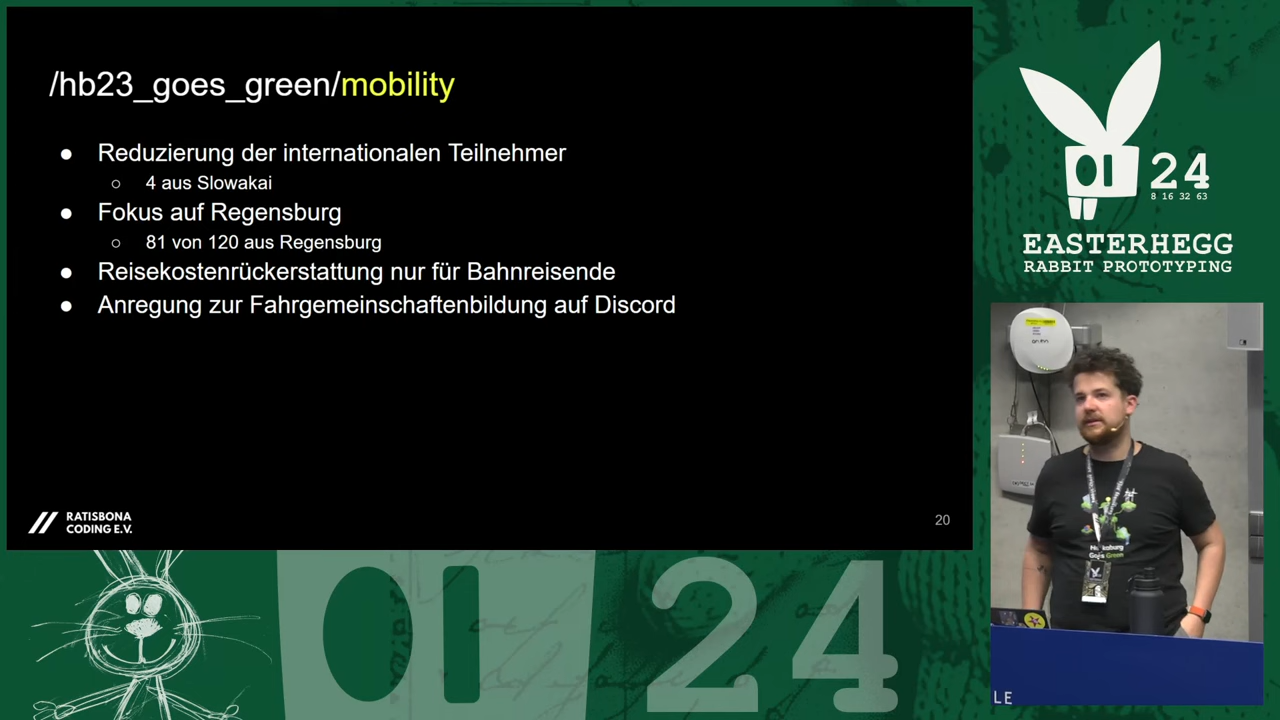 /hb23_goes_green/mobility
● Reduzierung der internationalen Teilnehmer
○ 4 aus Slowakai
● Fokus auf Regensburg
○ 81 von 120 aus Regensburg
● Reisekostenrückerstattung nur für Bahnreisende
● Anregung zur Fahrgemeinschaftenbildung auf Discord
RATISBONA
CODING E.V.
20
24
8 16 32 63
EASTERHEGG
RABBIT PROTOTYPING
Goes Green
LE
24